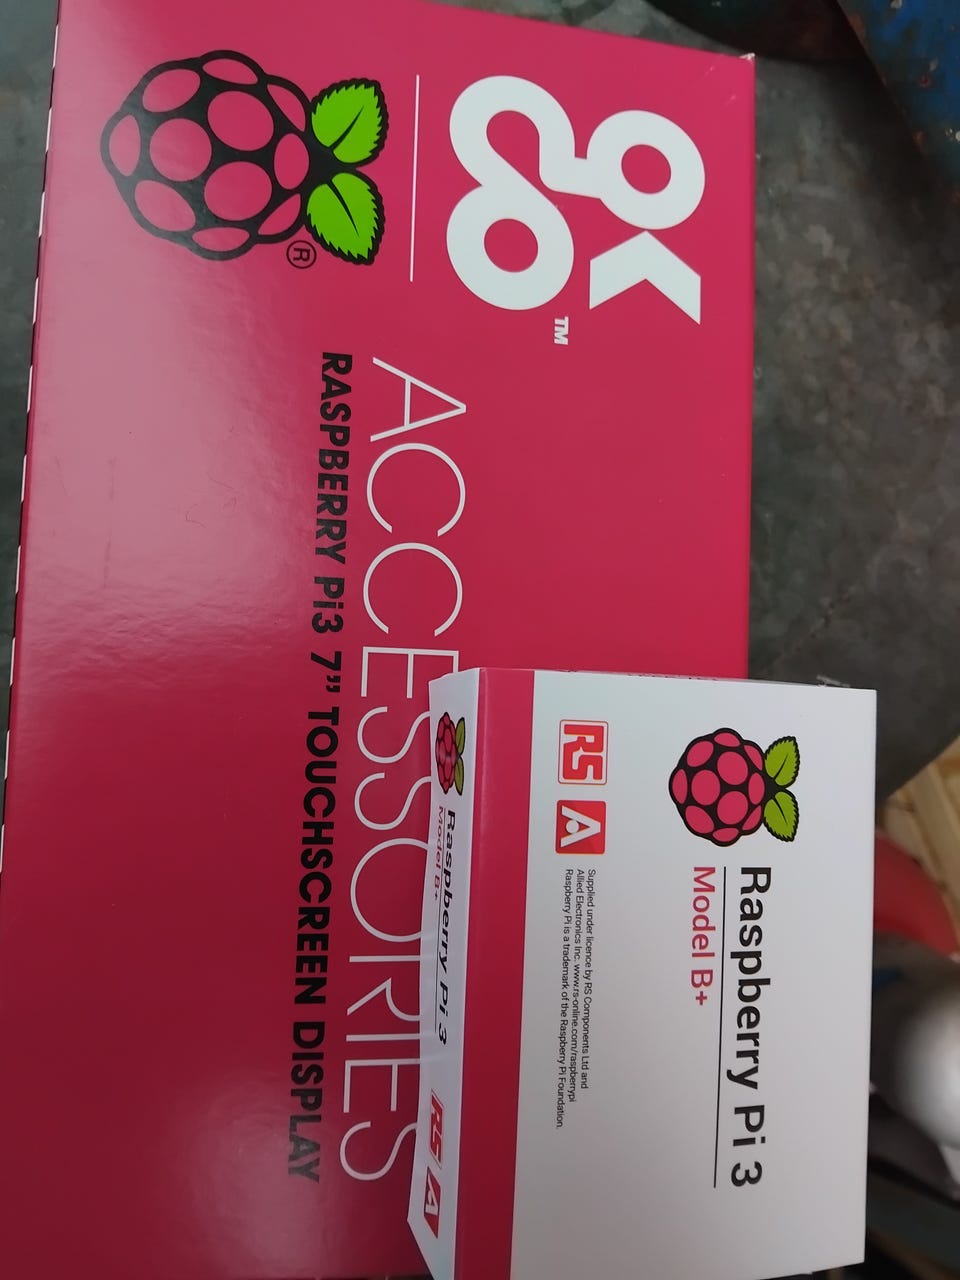 ok
go™
®
ACCESSORIES
RASPBERRY Pi3 7” TOUCHSCREEN DISPLAY
Raspberry Pi 3
Model B+
RS A
Supplied under licence by RS Components Ltd and
Allied Electronics Inc. www.rs-online.com/raspberrypi
Raspberry Pi is a trademark of the Raspberry Pi Foundation.
Raspberry Pi 3
Model B+
RS A